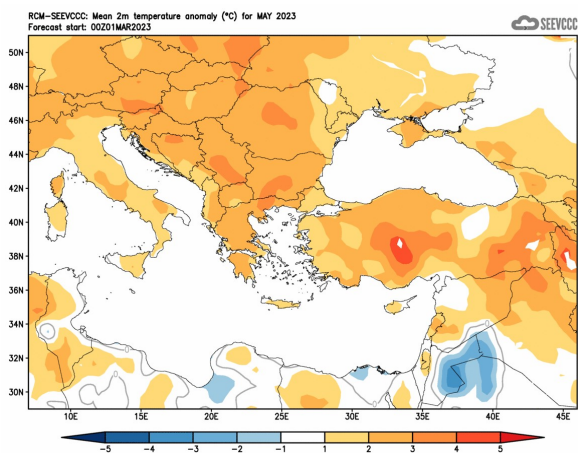 RCM-SEEVCCC: Mean 2m temperature anomaly (°C) for MAY 2023
Forecast start: 00Z01MAR2023
SEEVCCC
50N
48N
46N
44N
42N
40N
38N
36N
34N
32N
30N
10E 15E 20E 25E 30E 35E 40E 45E
-5 -4 -3 -2 -1 1 2 3 4 5